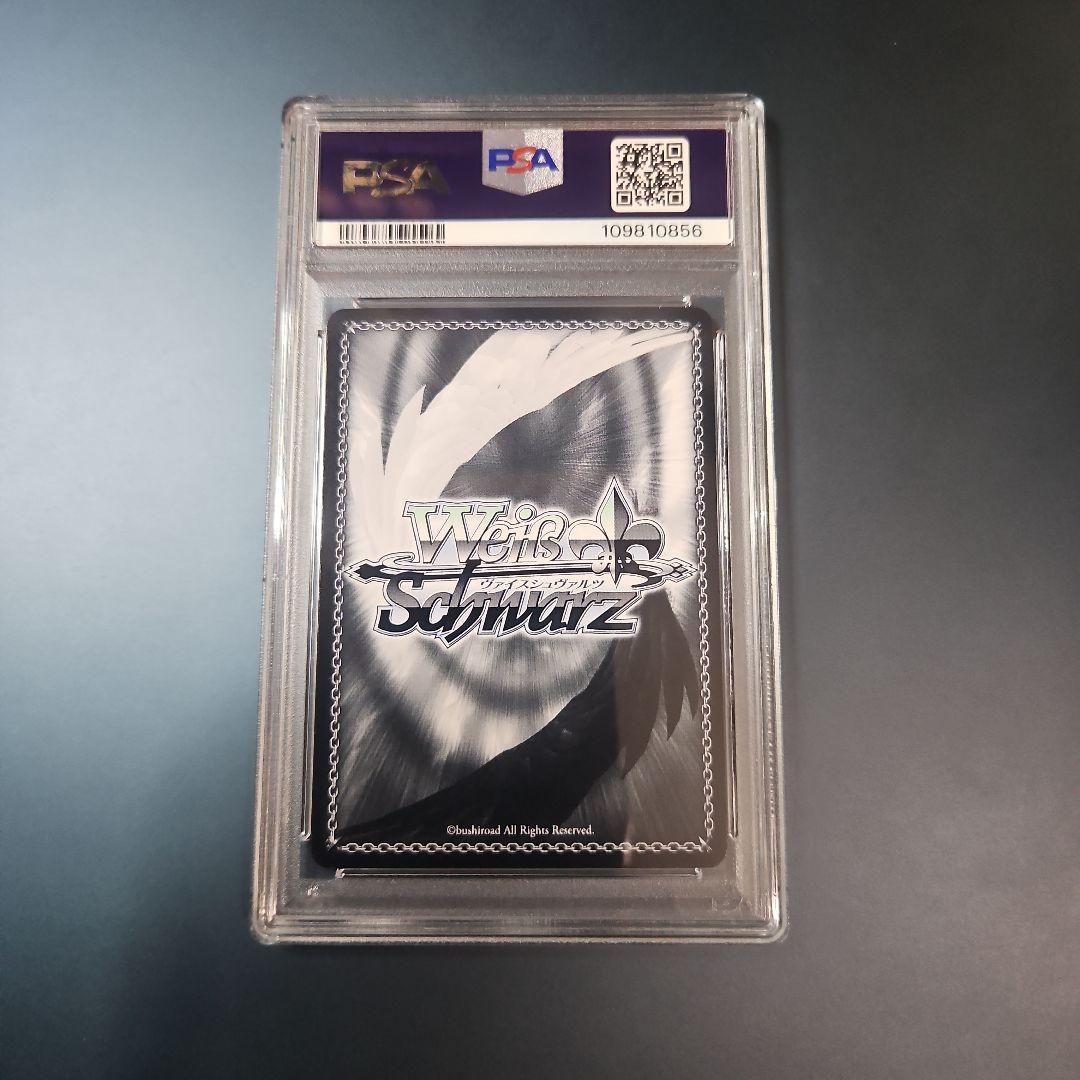 PSA
PSA
109810856
Weiß
ヴァイスシュヴァルツ
Schwarz
©bushiroad All Rights Reserved.